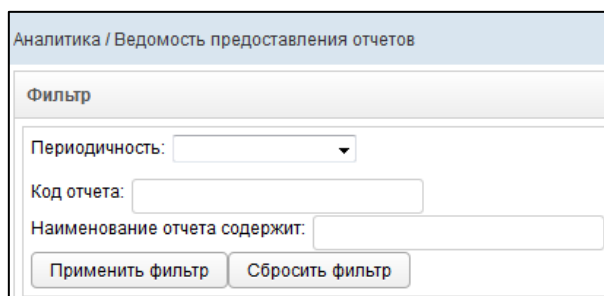 Аналитика / Ведомость предоставления отчетов
Фильтр
Периодичность:
Код отчета:
Наименование отчета содержит:
Применить фильтр Сбросить фильтр